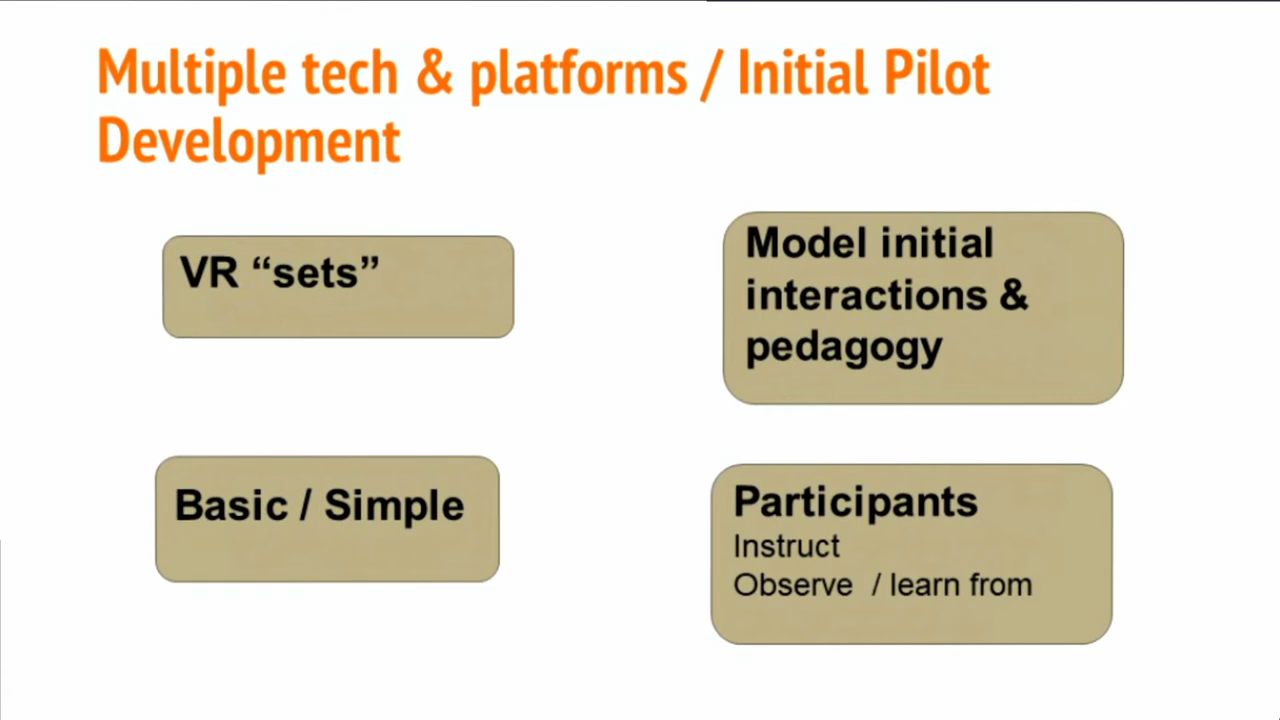 Multiple tech & platforms / Initial Pilot
Development
VR “sets”
Model initial
interactions &
pedagogy
Basic / Simple
Participants
Instruct
Observe / learn from